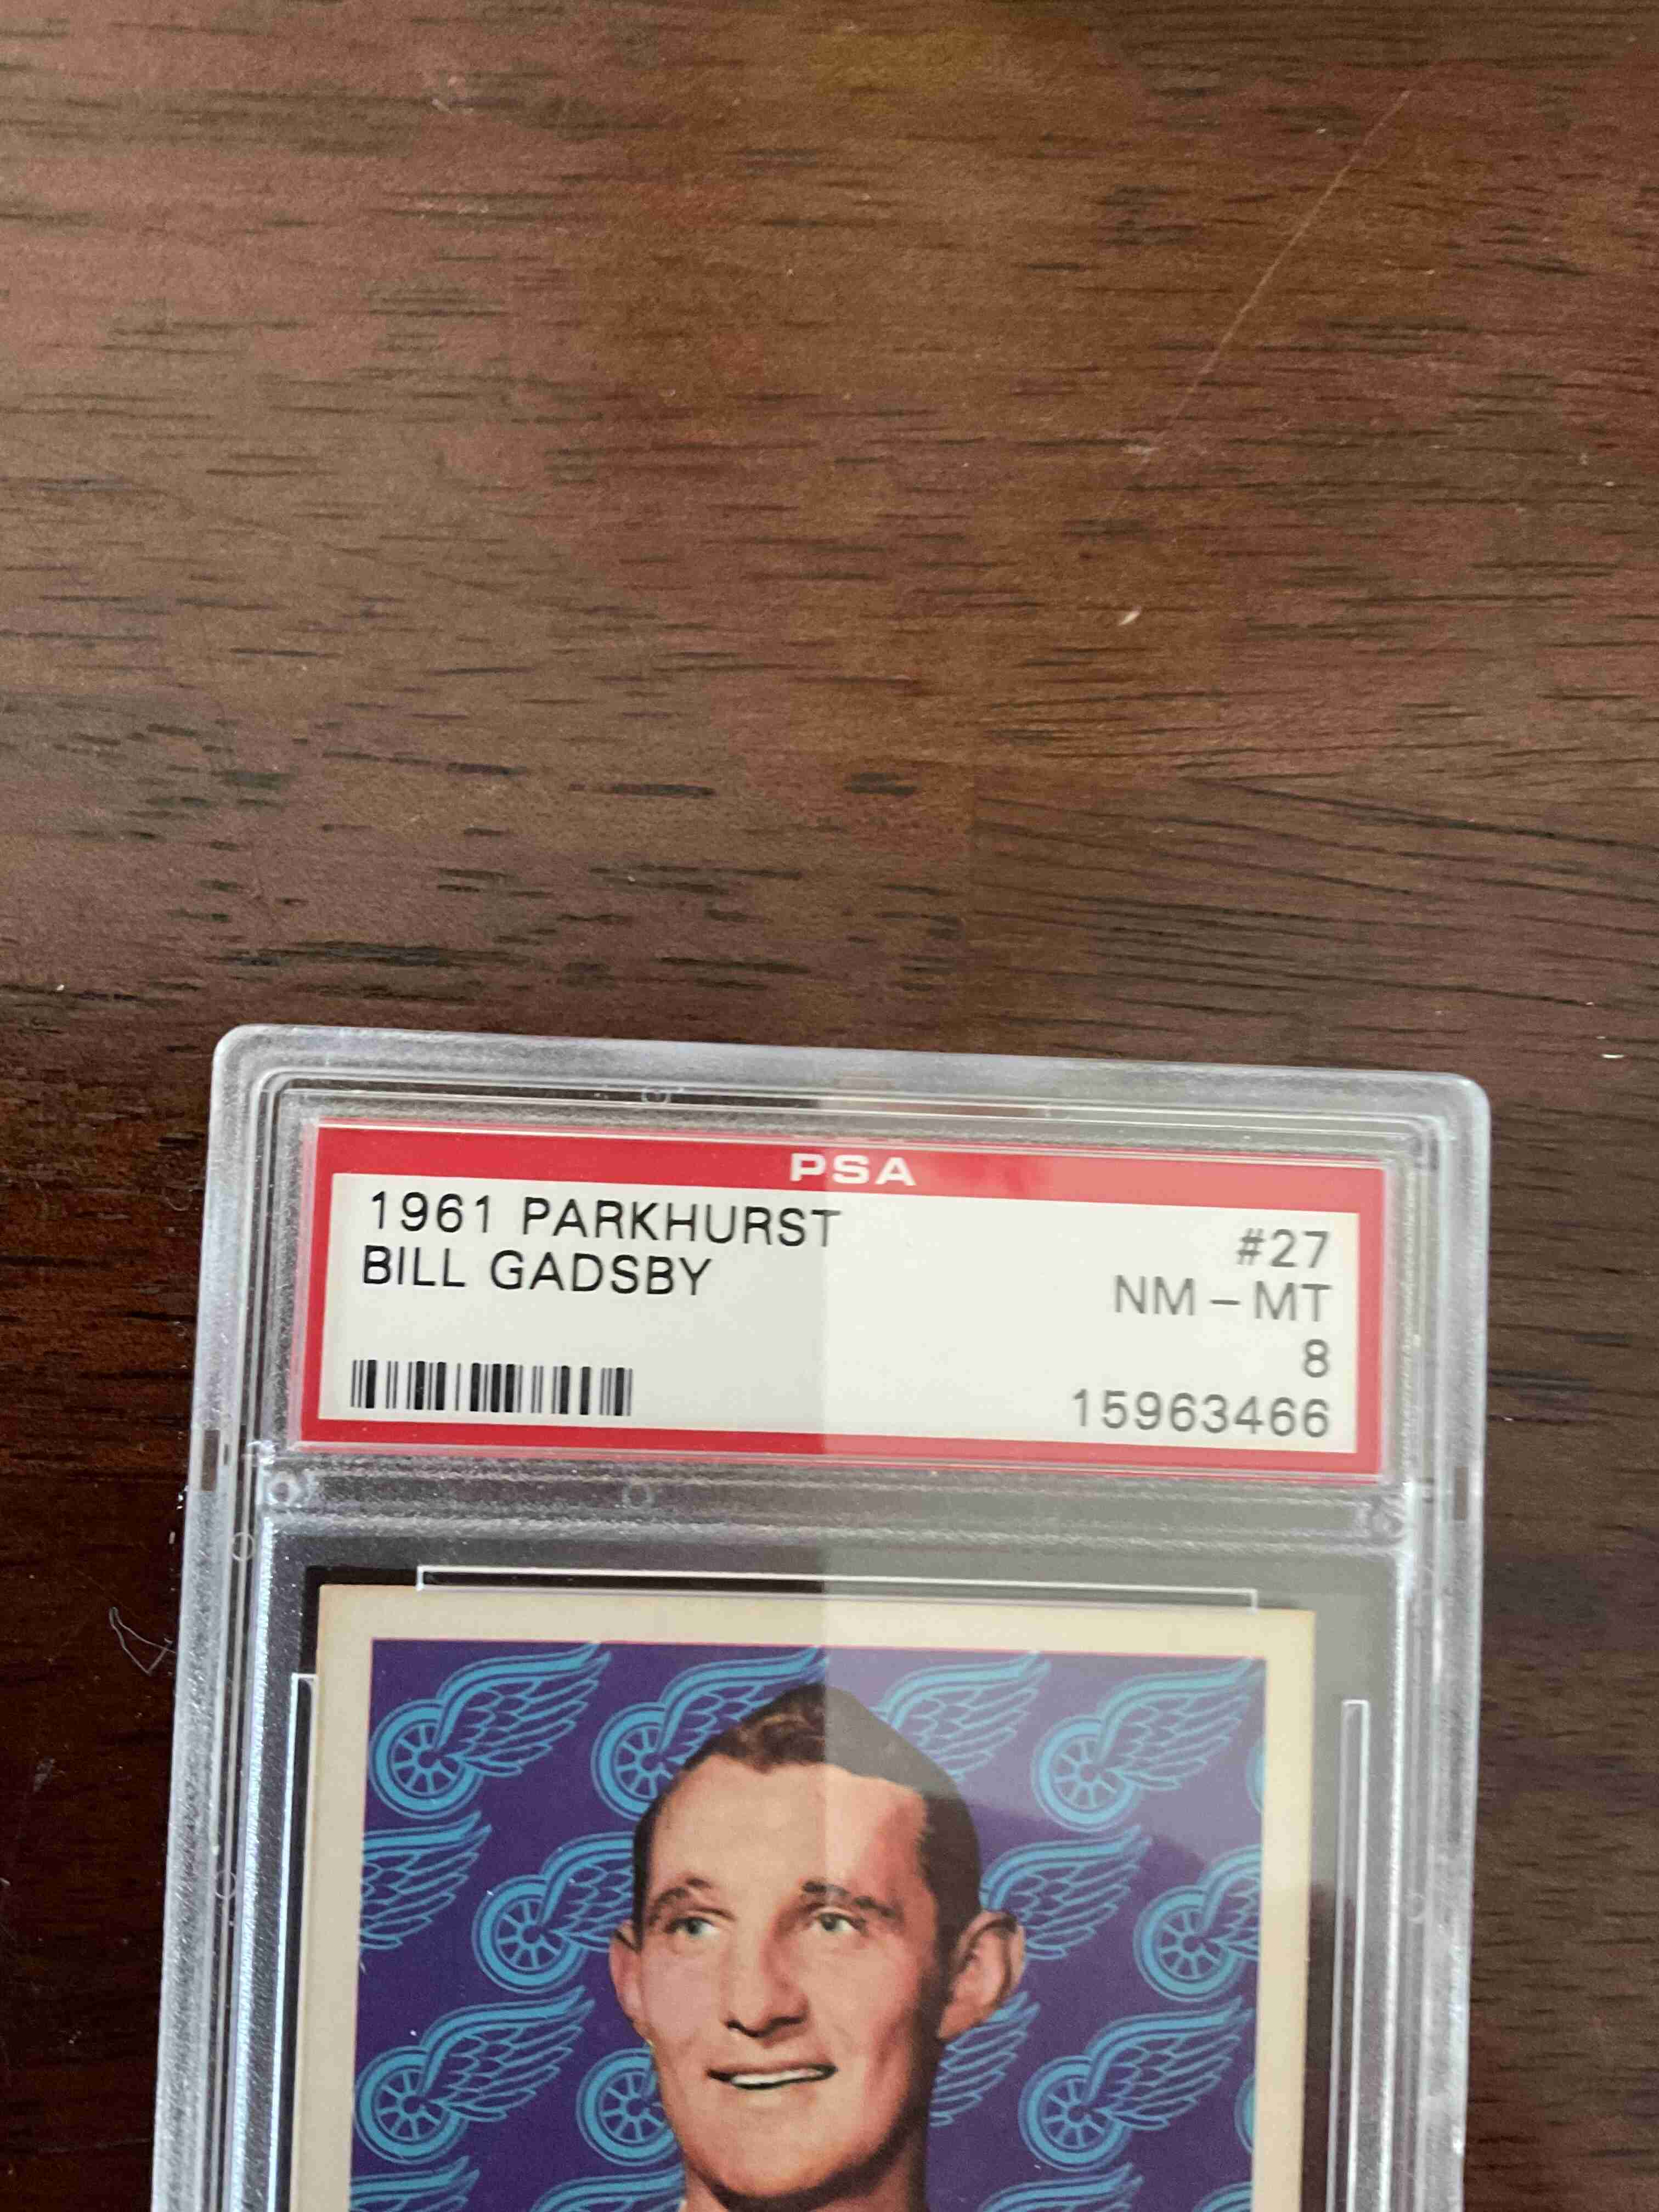 PSA
1961 PARKHURST #27
BILL GADSBY NM-MT
8
15963466